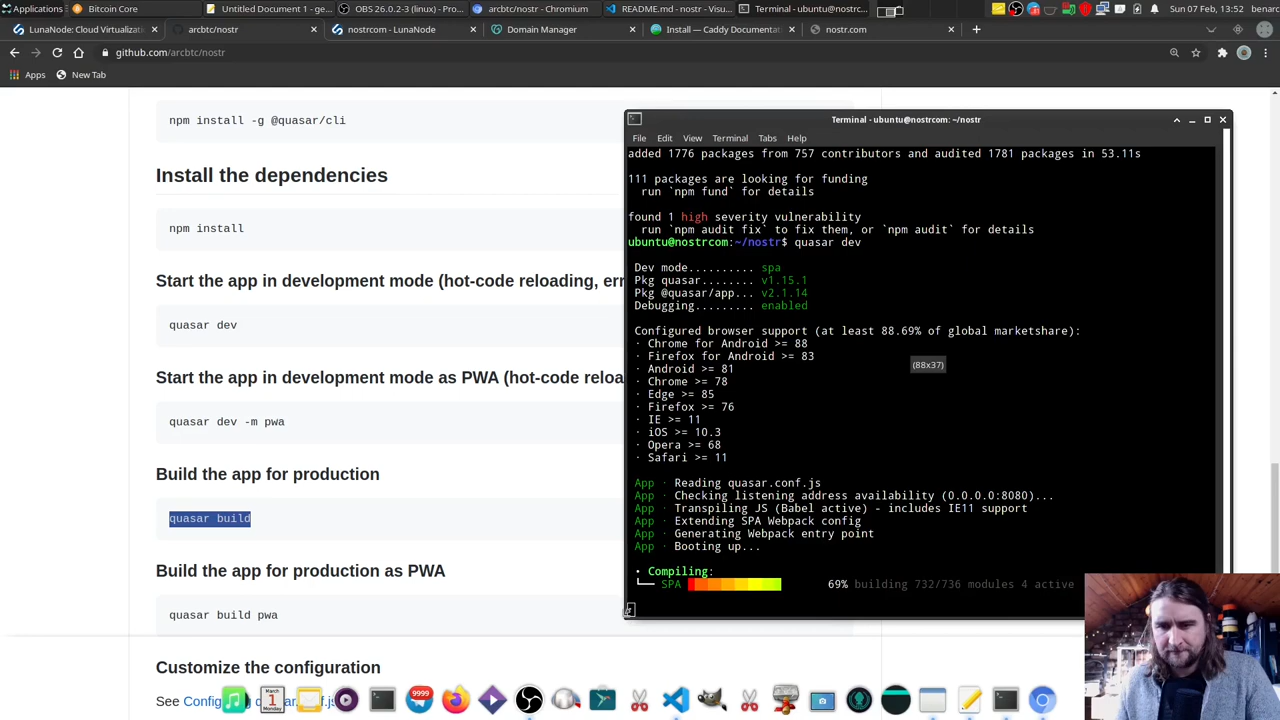 Applications
Bitcoin Core
Untitled Document 1 - ge...
OBS 26.0.2-3 (linux) - Pro...
arcbtc/nostr - Chromium
README.md - nostr - Visu...
Terminal - ubuntu@nostrc...
Sun 07 Feb, 13:52
benarc
LunaNode: Cloud Virtualizati
arcbtc/nostr
nostrcom - LunaNode
Domain Manager
Install — Caddy Documentat
nostr.com
github.com/arcbtc/nostr
Apps
New Tab
npm install -g @quasar/cli
Install the dependencies
npm install
Start the app in development mode (hot-code reloading, err
quasar dev
Start the app in development mode as PWA (hot-code reloa
quasar dev -m pwa
Build the app for production
quasar build
Build the app for production as PWA
quasar build pwa
Customize the configuration
See
Terminal - ubuntu@nostrcom: ~/nostr
File Edit View Terminal Tabs Help
added 1776 packages from 757 contributors and audited 1781 packages in 53.11s
111 packages are looking for funding
run `npm fund` for details
found 1 high severity vulnerability
run `npm audit fix` to fix them, or `npm audit` for details
ubuntu@nostrcom:~/nostr$ quasar dev
Dev mode.......... spa
Pkg quasar........ v1.15.1
Pkg @quasar/app... v2.1.14
Debugging......... enabled
Configured browser support (at least 88.69% of global marketshare):
· Chrome for Android >= 88
· Firefox for Android >= 83
· Android >= 81
· Chrome >= 78
· Edge >= 85
· Firefox >= 76
· IE >= 11
· iOS >= 10.3
· Opera >= 68
· Safari >= 11
(88x37)
App · Reading quasar.conf.js
App · Checking listening address availability (0.0.0.0:8080)...
App · Transpiling JS (Babel active) - includes IE11 support
App · Extending SPA Webpack config
App · Generating Webpack entry point
App · Booting up...
• Compiling:
└── SPA 69% building 732/736 modules 4 active
March
1
Monday
9999